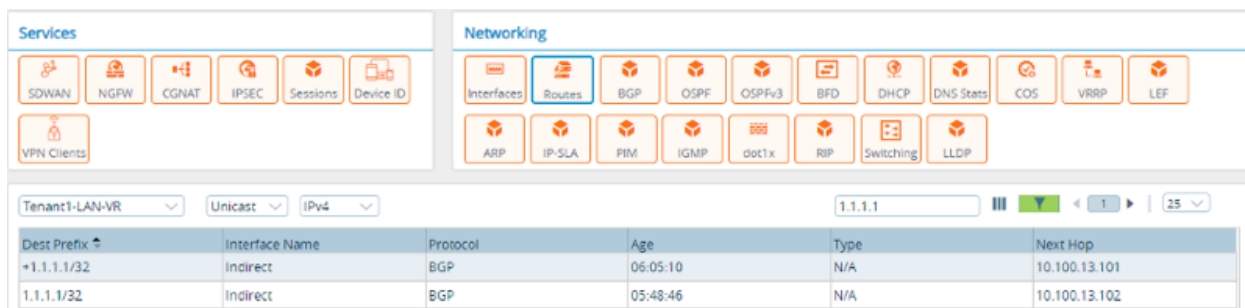 Services
SDWAN NGFW CGNAT IPSEC Sessions Device ID
VPN Clients
Networking
Interfaces Routes BGP OSPF OSPFv3 BFD DHCP DNS Stats COS VRRP LEF
ARP IP-SLA PIM IGMP dot1x RIP Switching LLDP
Tenant1-LAN-VR Unicast IPv4 1.1.1.1 1 25
Dest Prefix Interface Name Protocol Age Type Next Hop
+1.1.1.1/32 Indirect BGP 06:05:10 N/A 10.100.13.101
1.1.1.1/32 Indirect BGP 05:48:46 N/A 10.100.13.102